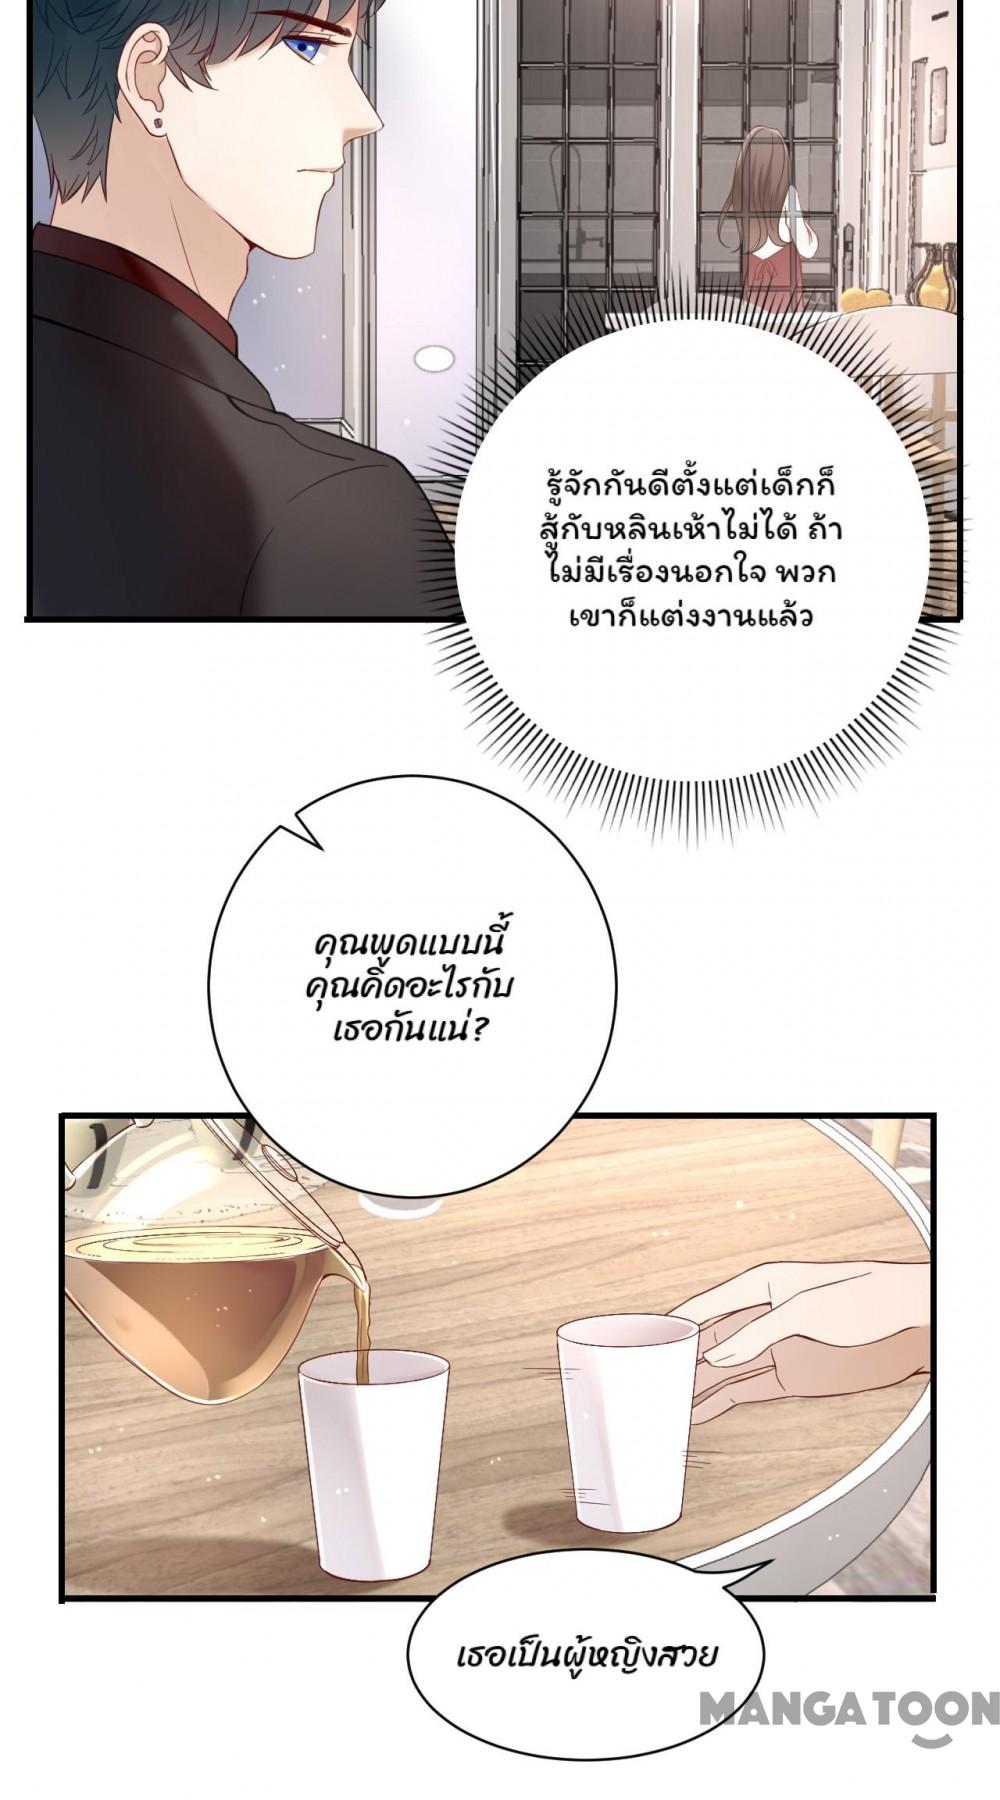 รู้จักกันดีตั้งแต่เด็กก็
สู้กับหลินเห้าไม่ได้ ถ้า
ไม่มีเรื่องนอกใจ พวก
เขาก็แต่งงานแล้ว
คุณพูดแบบนี้
คุณคิดอะไรกับ
เธอกันแน่?
เธอเป็นผู้หญิงสวย
MANGATOON